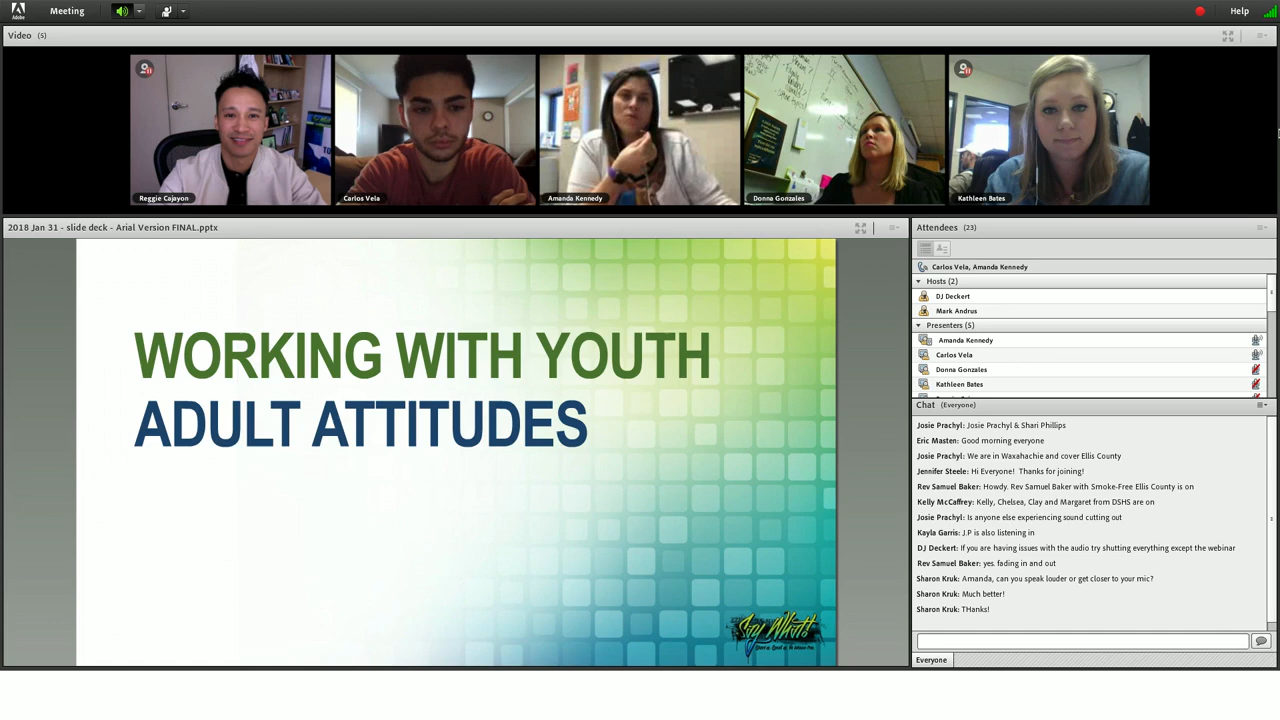 Adobe
Meeting
Help
Video (5)
Reggie Cajayon
Carlos Vela
Amanda Kennedy
Donna Gonzales
Kathleen Bates
2018 Jan 31 - slide deck - Arial Version FINAL.pptx
WORKING WITH YOUTH
ADULT ATTITUDES
Say What!
Attendees (23)
Carlos Vela, Amanda Kennedy
Hosts (2)
DJ Deckert
Mark Andrus
Presenters (5)
Amanda Kennedy
Carlos Vela
Donna Gonzales
Kathleen Bates
Chat (Everyone)
Josie Prachyl: Josie Prachyl & Shari Phillips
Eric Masten: Good morning everyone
Josie Prachyl: We are in Waxahachie and cover Ellis County
Jennifer Steele: Hi Everyone! Thanks for joining!
Rev Samuel Baker: Howdy. Rev Samuel Baker with Smoke-Free Ellis County is on
Kelly McCaffrey: Kelly, Chelsea, Clay and Margaret from DSHS are on
Josie Prachyl: Is anyone else experiencing sound cutting out
Kayla Garris: J.P is also listening in
DJ Deckert: If you are having issues with the audio try shutting everything except the webinar
Rev Samuel Baker: yes. fading in and out
Sharon Kruk: Amanda, can you speak louder or get closer to your mic?
Sharon Kruk: Much better!
Sharon Kruk: THanks!
Everyone